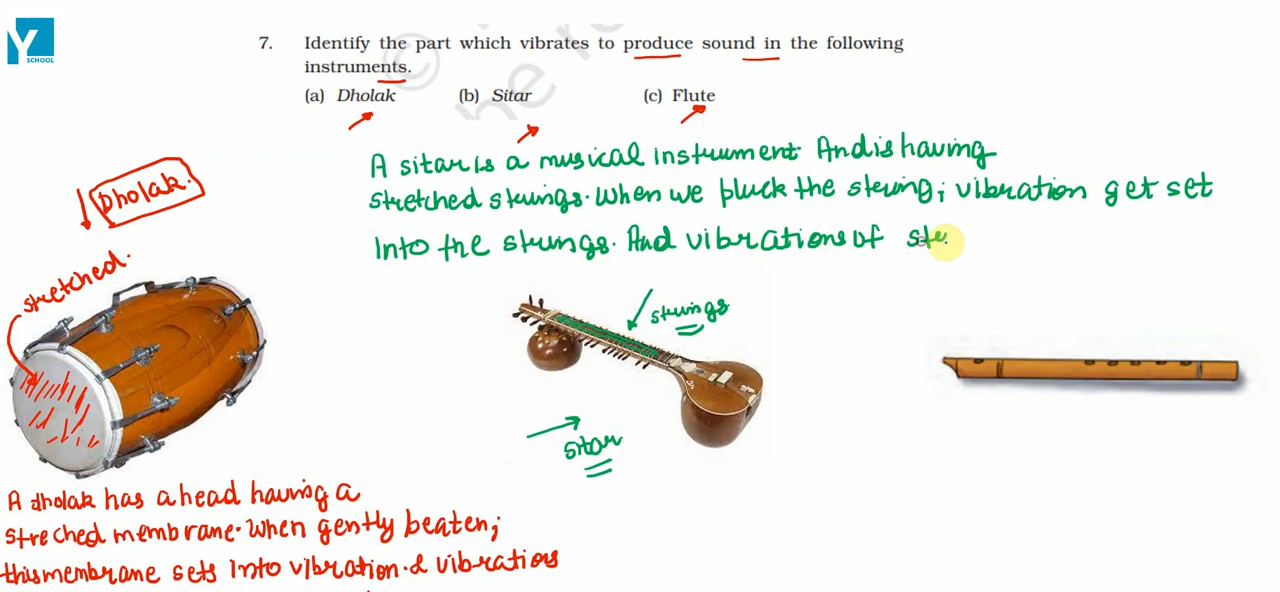 Y
SCHOOL
7. Identify the part which vibrates to produce sound in the following
instruments.
(a) Dholak (b) Sitar (c) Flute
A sitar is a musical instrument. And is having
stretched strings. When we pluck the string; vibration get set
into the strings. And vibrations of str
Dholak.
stretched.
strings
sitar
A dholak has a head having a
streched membrane. When gently beaten;
this membrane sets into vibration. & vibrations